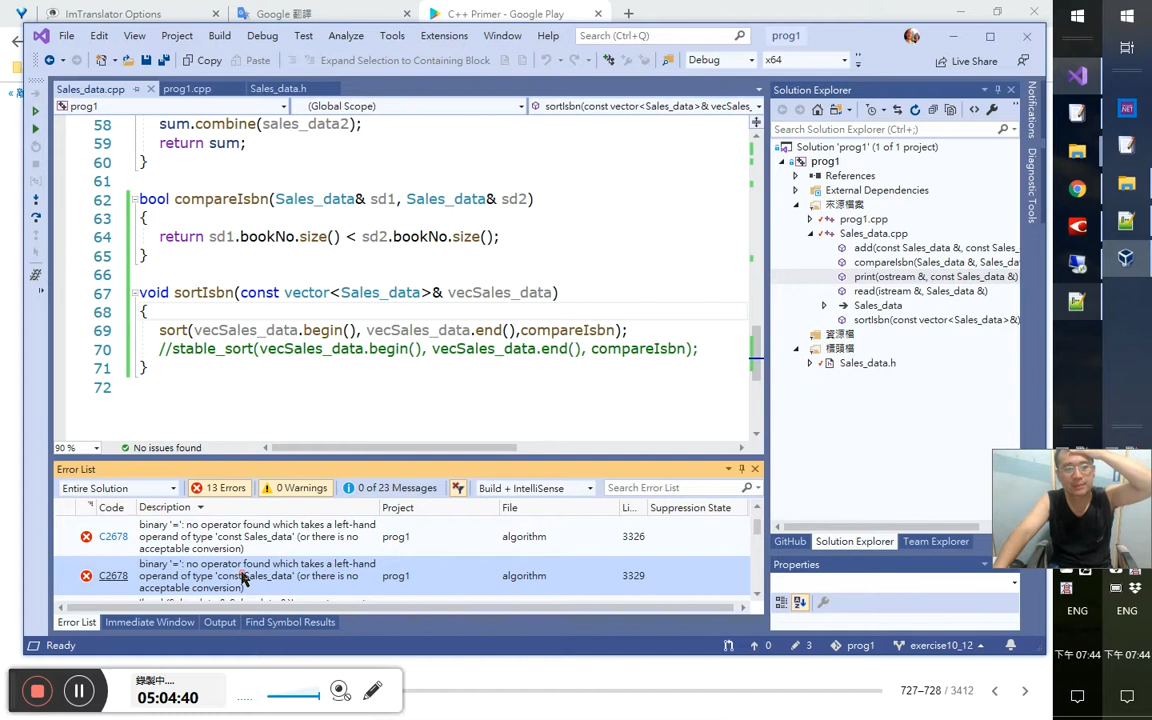 ImTranslator Options
Google 翻譯
C++ Primer - Google Play
File Edit View Project Build Debug Test Analyze Tools Extensions Window Help Search (Ctrl+Q) prog1
Copy Paste Expand Selection to Containing Block Debug x64 Live Share
Sales_data.cpp prog1.cpp Sales_data.h
prog1 (Global Scope) sortIsbn(const vector<Sales_data>& vecSales_
58 sum.combine(sales_data2);
59 return sum;
60 }
61
62 bool compareIsbn(Sales_data& sd1, Sales_data& sd2)
63 {
64 return sd1.bookNo.size() < sd2.bookNo.size();
65 }
66
67 void sortIsbn(const vector<Sales_data>& vecSales_data)
68 {
69 sort(vecSales_data.begin(), vecSales_data.end(),compareIsbn);
70 //stable_sort(vecSales_data.begin(), vecSales_data.end(), compareIsbn);
71 }
72
90 % No issues found
Solution Explorer
Search Solution Explorer (Ctrl+;)
Solution 'prog1' (1 of 1 project)
prog1
References
External Dependencies
來源檔案
prog1.cpp
Sales_data.cpp
add(const Sales_data &, const Sales_
compareIsbn(Sales_data &, Sales_da
print(ostream &, const Sales_data &)
read(istream &, Sales_data &)
Sales_data
sortIsbn(const vector<Sales_data>&
資源檔
標頭檔
Sales_data.h
GitHub Solution Explorer Team Explorer
Properties
Notifications
Diagnostic Tools
Error List
Entire Solution 13 Errors 0 Warnings 0 of 23 Messages Build + IntelliSense Search Error List
Code Description Project File Li... Suppression State
C2678 binary '=': no operator found which takes a left-hand
operand of type 'const Sales_data' (or there is no
acceptable conversion) prog1 algorithm 3326
C2678 binary '=': no operator found which takes a left-hand
operand of type 'const Sales_data' (or there is no
acceptable conversion) prog1 algorithm 3329
Error List Immediate Window Output Find Symbol Results
Ready 0 3 prog1 exercise10_12
錄製中....
05:04:40
727–728 / 3412
ENG ENG
下午 07:44 下午 07:44